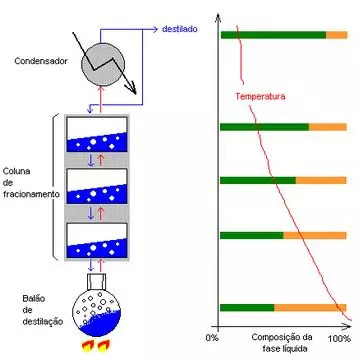 destilado
Condensador
Temperatura
Coluna
de
fracionamento
Balão
de
destilação
0%
100%
Composição da
fase líquida